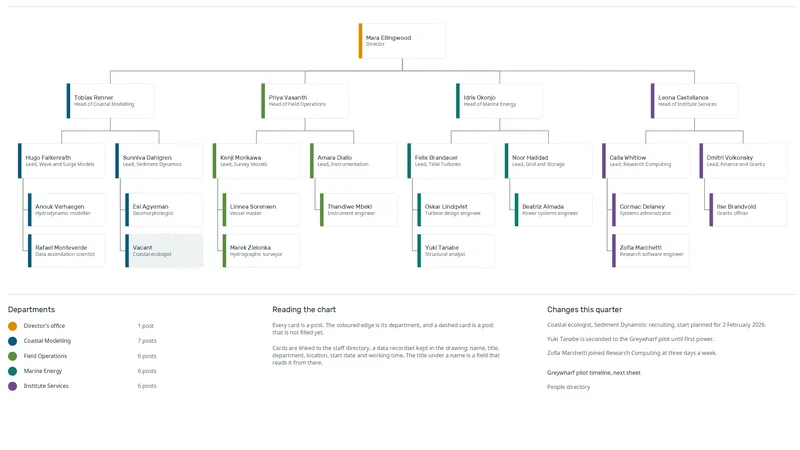 Mara Ellingwood
Director
Tobias Renner
Head of Coastal Modelling
Priya Vasanth
Head of Field Operations
Idris Okonjo
Head of Marine Energy
Leona Castellanos
Head of Institute Services
Hugo Falkenrath
Lead, Wave and Surge Models
Sunniva Dahlgren
Lead, Sediment Dynamics
Kenji Morikawa
Lead, Survey Vessels
Amara Diallo
Lead, Instrumentation
Felix Brandauer
Lead, Tidal Turbines
Noor Haddad
Lead, Grid and Storage
Calla Whitlow
Lead, Research Computing
Dmitri Volkonsky
Lead, Finance and Grants
Anouk Verhaegen
Hydrodynamic modeller
Esi Agyeman
Geomorphologist
Linnea Sorensen
Vessel master
Thandiwe Mbeki
Instrument engineer
Oskar Lindqvist
Turbine design engineer
Beatriz Almada
Power systems engineer
Cormac Delaney
Systems administrator
Ilse Brandvold
Grants officer
Rafael Monteverde
Data assimilation scientist
Vacant
Coastal ecologist
Marek Zielonka
Hydrographic surveyor
Yuki Tanabe
Structural analyst
Zofia Marchetti
Research software engineer
Departments
Director's office 1 post
Coastal Modelling 7 posts
Field Operations 6 posts
Marine Energy 6 posts
Institute Services 6 posts
Reading the chart
Every card is a post. The coloured edge is its department, and a dashed card is a post
that is not filled yet.
Cards are linked to the staff directory, a data recordset kept in the drawing: name, title,
department, location, start date and working time. The title under a name is a field that
reads it from there.
Changes this quarter
Coastal ecologist, Sediment Dynamics: recruiting, start planned for 2 February 2026.
Yuki Tanabe is seconded to the Greywharf pilot until first power.
Zofia Marchetti joined Research Computing at three days a week.
Greywharf pilot timeline, next sheet
People directory